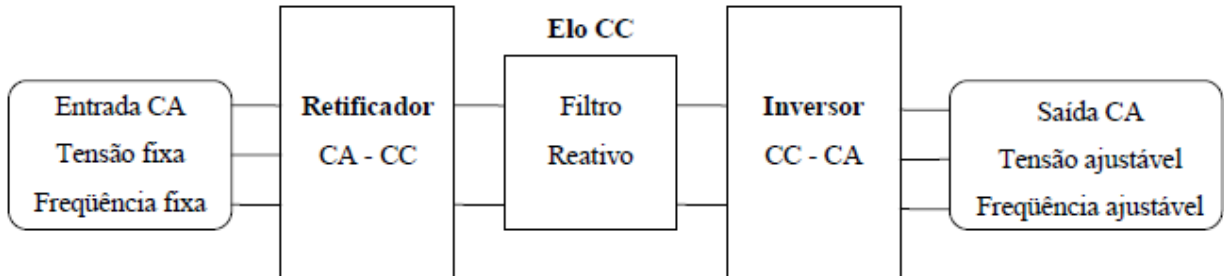 Elo CC
Entrada CA
Tensão fixa
Freqüência fixa
Retificador
CA - CC
Filtro
Reativo
Inversor
CC - CA
Saída CA
Tensão ajustável
Freqüência ajustável